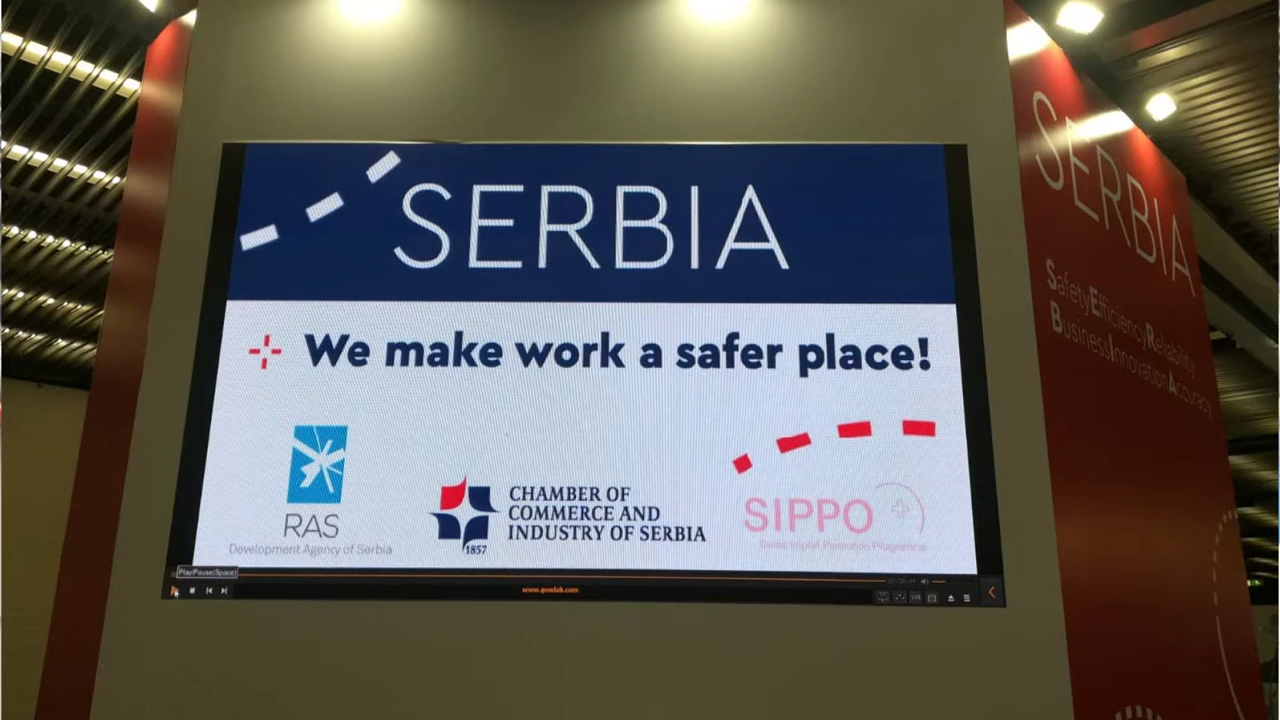 SERBIA
We make work a safer place!
RAS
Development Agency of Serbia
CHAMBER OF
COMMERCE AND
INDUSTRY OF SERBIA
1857
SIPPO
Swiss Import Promotion Programme
Play/Pause(Space)
SERBIA
SafetyEfficiencyReliability
BusinessInnovationAccuracy